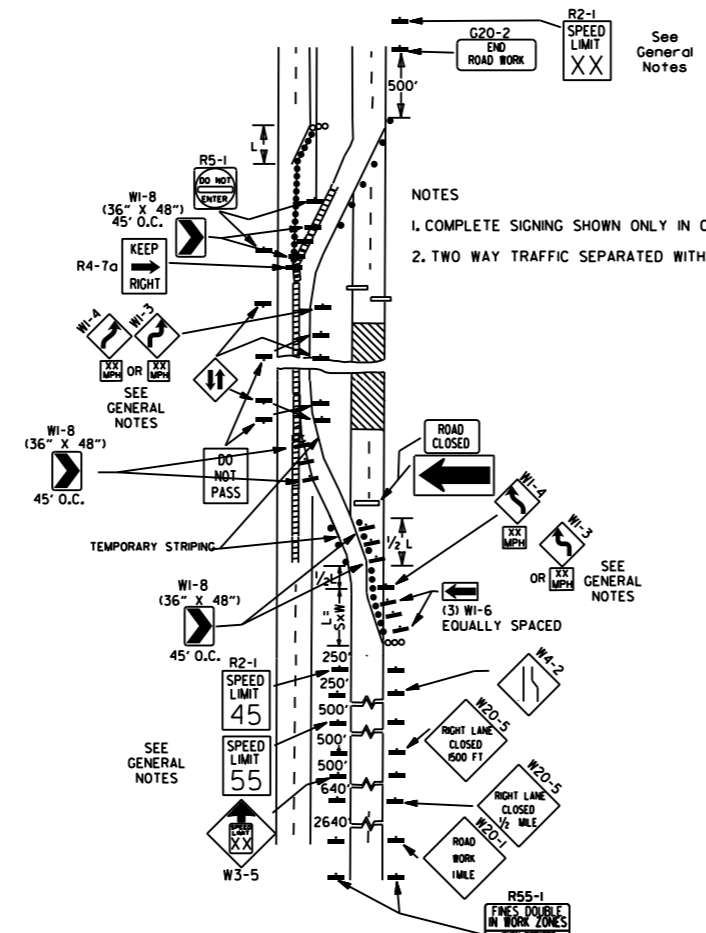 R2-1
SPEED
LIMIT
XX
See
General
Notes
G20-2
END
ROAD WORK
500'
L
R5-1
DO NOT
ENTER
W1-8
(36" X 48")
45' O.C.
KEEP
RIGHT
R4-7a
NOTES
1. COMPLETE SIGNING SHOWN ONLY IN
2. TWO WAY TRAFFIC SEPARATED WITH
W1-4
W1-3
XX
MPH
OR
XX
MPH
SEE
GENERAL
NOTES
W1-8
(36" X 48")
45' O.C.
DO
NOT
PASS
ROAD
CLOSED
W1-4
XX
MPH
W1-3
OR
XX
MPH
SEE
GENERAL
NOTES
TEMPORARY STRIPING
1/2 L
1/2L
L=
SxW
W1-8
(36" X 48")
45' O.C.
(3) W1-6
EQUALLY SPACED
R2-1
SPEED
LIMIT
45
250'
250'
500'
500'
500'
640'
2640'
W4-2
SEE
GENERAL
NOTES
SPEED
LIMIT
55
W20-5
RIGHT LANE
CLOSED
1500 FT
W20-5
RIGHT LANE
CLOSED
1/2 MILE
SPEED
LIMIT
XX
W3-5
W20-1
ROAD
WORK
1 MILE
R55-1
FINES DOUBLE
IN WORK ZONES